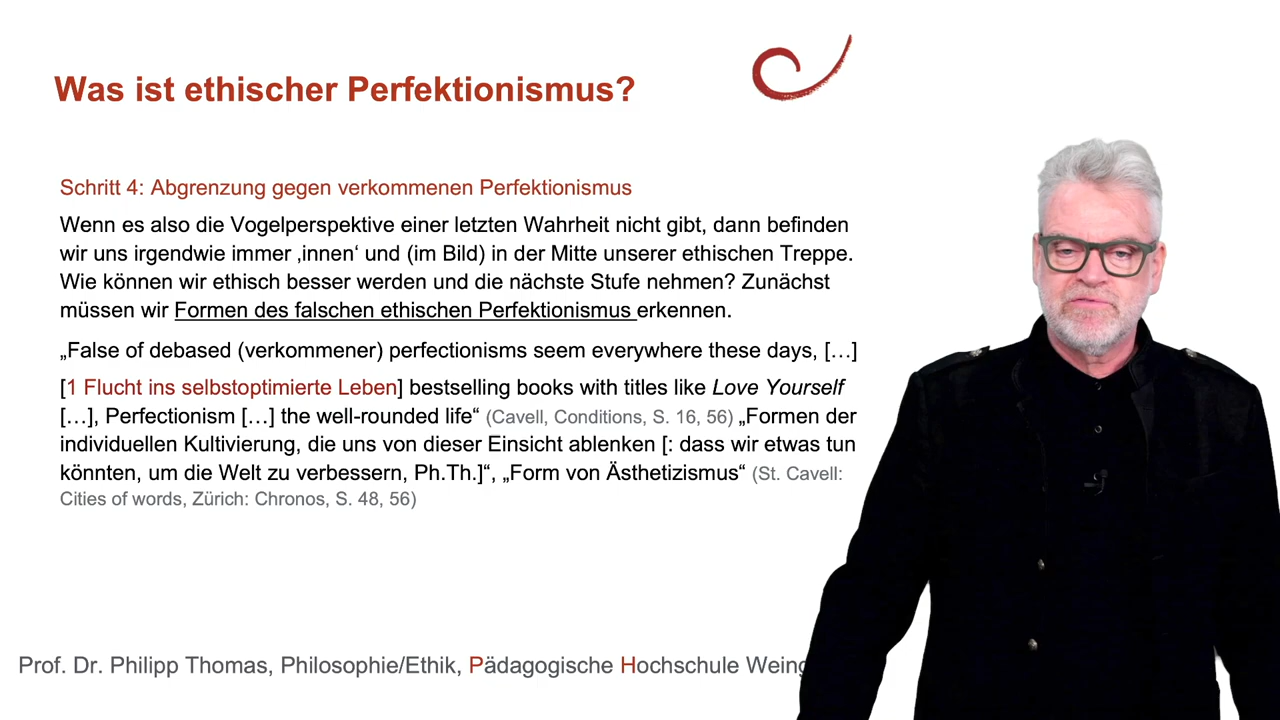 Was ist ethischer Perfektionismus?
Schritt 4: Abgrenzung gegen verkommenen Perfektionismus
Wenn es also die Vogelperspektive einer letzten Wahrheit nicht gibt, dann befinden
wir uns irgendwie immer ‚innen‘ und (im Bild) in der Mitte unserer ethischen Treppe.
Wie können wir ethisch besser werden und die nächste Stufe nehmen? Zunächst
müssen wir Formen des falschen ethischen Perfektionismus erkennen.
„False of debased (verkommener) perfectionisms seem everywhere these days, […]
[1 Flucht ins selbstoptimierte Leben] bestselling books with titles like Love Yourself
[…], Perfectionism […] the well-rounded life“ (Cavell, Conditions, S. 16, 56) „Formen der
individuellen Kultivierung, die uns von dieser Einsicht ablenken [: dass wir etwas tun
könnten, um die Welt zu verbessern, Ph.Th.]“, „Form von Ästhetizismus“ (St. Cavell:
Cities of words, Zürich: Chronos, S. 48, 56)
Prof. Dr. Philipp Thomas, Philosophie/Ethik, Pädagogische Hochschule